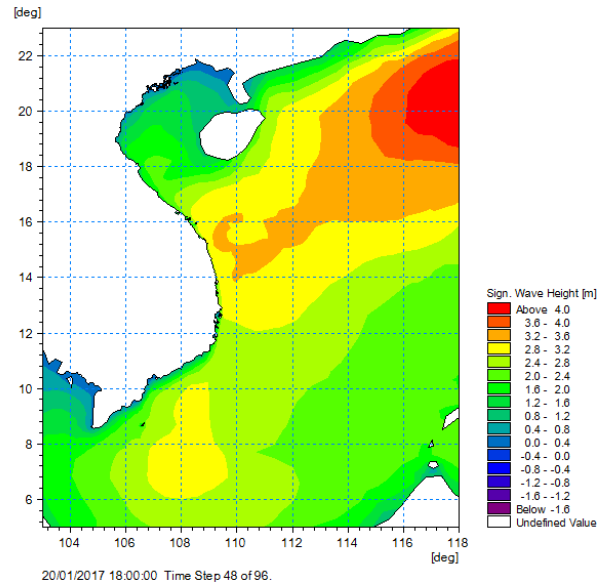 [deg]
22
20
18
16
14
12
10
8
6
104 106 108 110 112 114 116 118
[deg]
20/01/2017 18:00:00 Time Step 48 of 96.
Sign. Wave Height [m]
Above 4.0
3.6 - 4.0
3.2 - 3.6
2.8 - 3.2
2.4 - 2.8
2.0 - 2.4
1.6 - 2.0
1.2 - 1.6
0.8 - 1.2
0.4 - 0.8
0.0 - 0.4
-0.4 - 0.0
-0.8 - -0.4
-1.2 - -0.8
-1.6 - -1.2
Below -1.6
Undefined Value